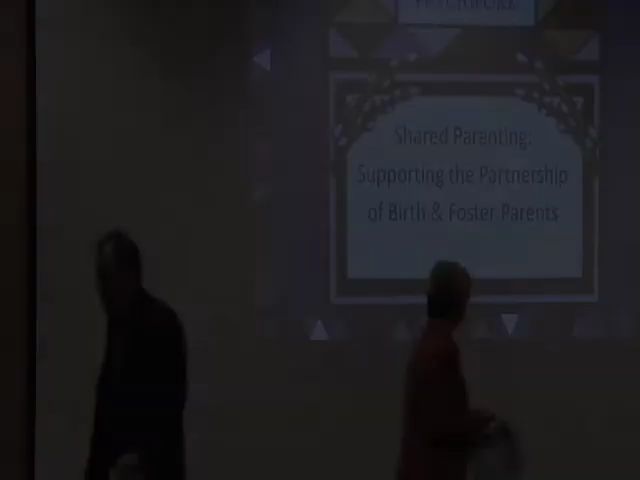 Shared Parenting:
Supporting the Partnership
of Birth & Foster Parents